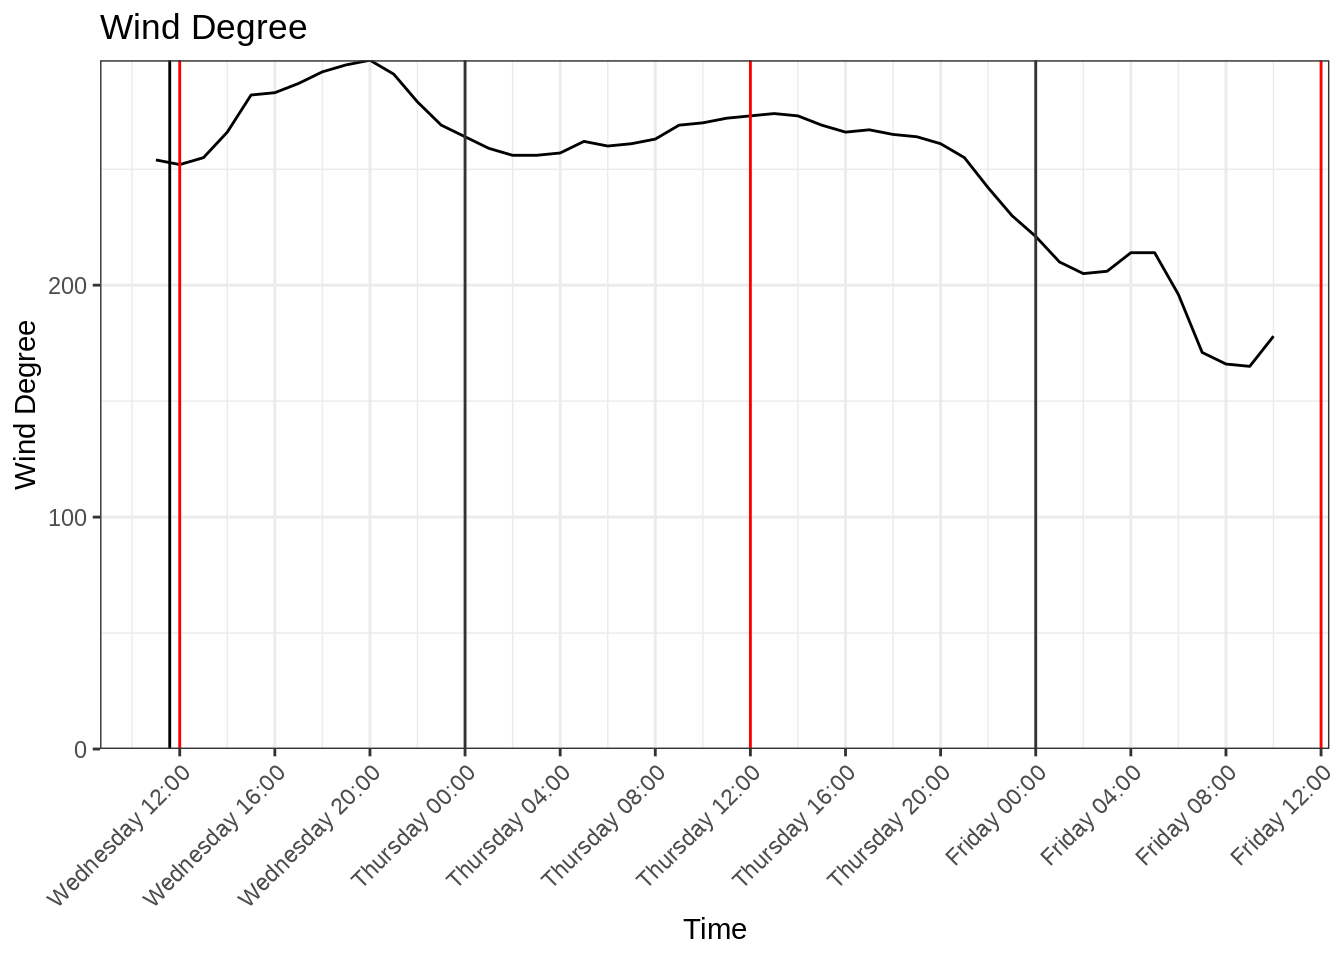 Wind Degree
Wind Degree
200
100
0
Wednesday 12:00
Wednesday 16:00
Wednesday 20:00
Thursday 00:00
Thursday 04:00
Thursday 08:00
Thursday 12:00
Thursday 16:00
Thursday 20:00
Friday 00:00
Friday 04:00
Friday 08:00
Friday 12:00
Time